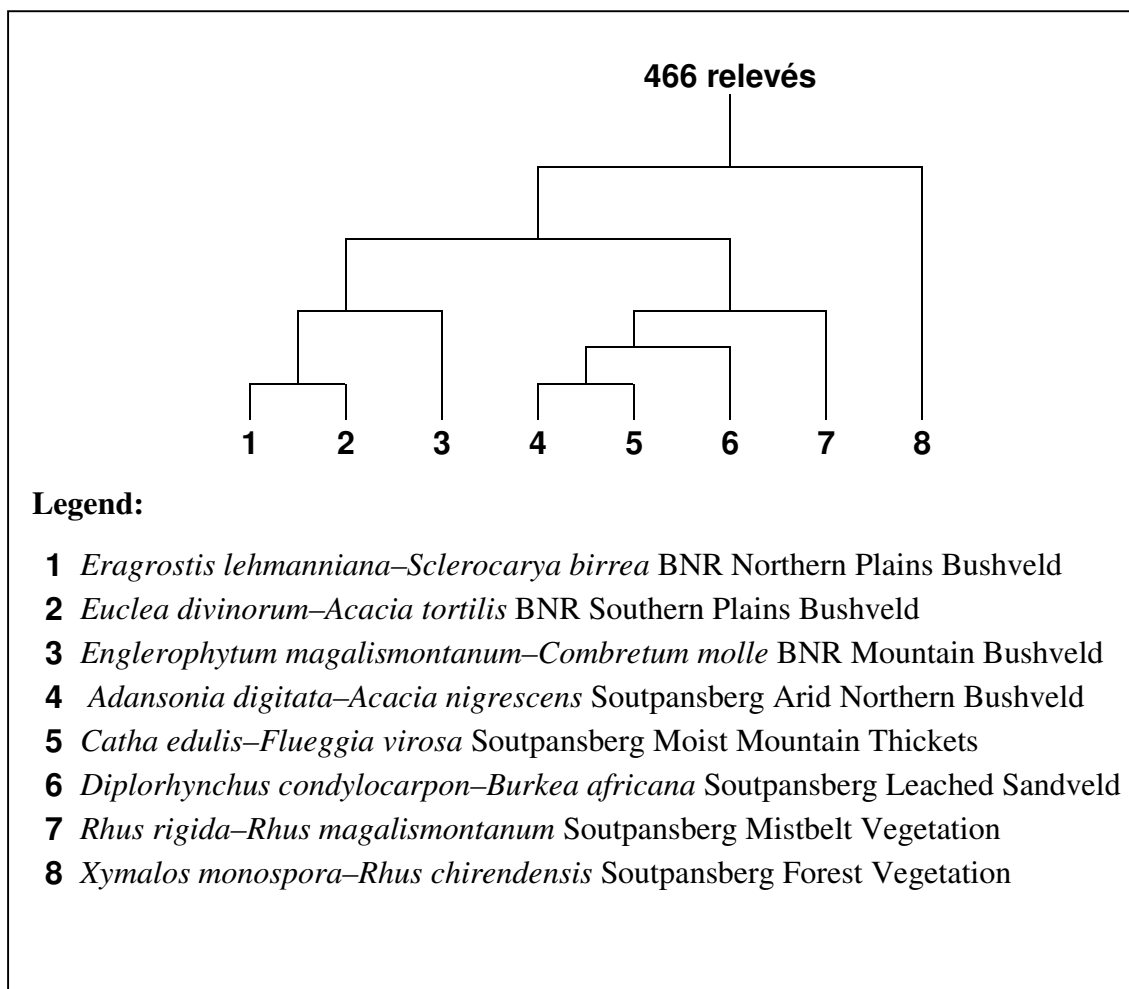 466 relevés
1 2 3 4 5 6 7 8
Legend:
1 Eragrostis lehmanniana–Sclerocarya birrea BNR Northern Plains Bushveld
2 Euclea divinorum–Acacia tortilis BNR Southern Plains Bushveld
3 Englerophytum magalismontanum–Combretum molle BNR Mountain Bushveld
4 Adansonia digitata–Acacia nigrescens Soutpansberg Arid Northern Bushveld
5 Catha edulis–Flueggia virosa Soutpansberg Moist Mountain Thickets
6 Diplorhynchus condylocarpon–Burkea africana Soutpansberg Leached Sandveld
7 Rhus rigida–Rhus magalismontanum Soutpansberg Mistbelt Vegetation
8 Xymalos monospora–Rhus chirendensis Soutpansberg Forest Vegetation